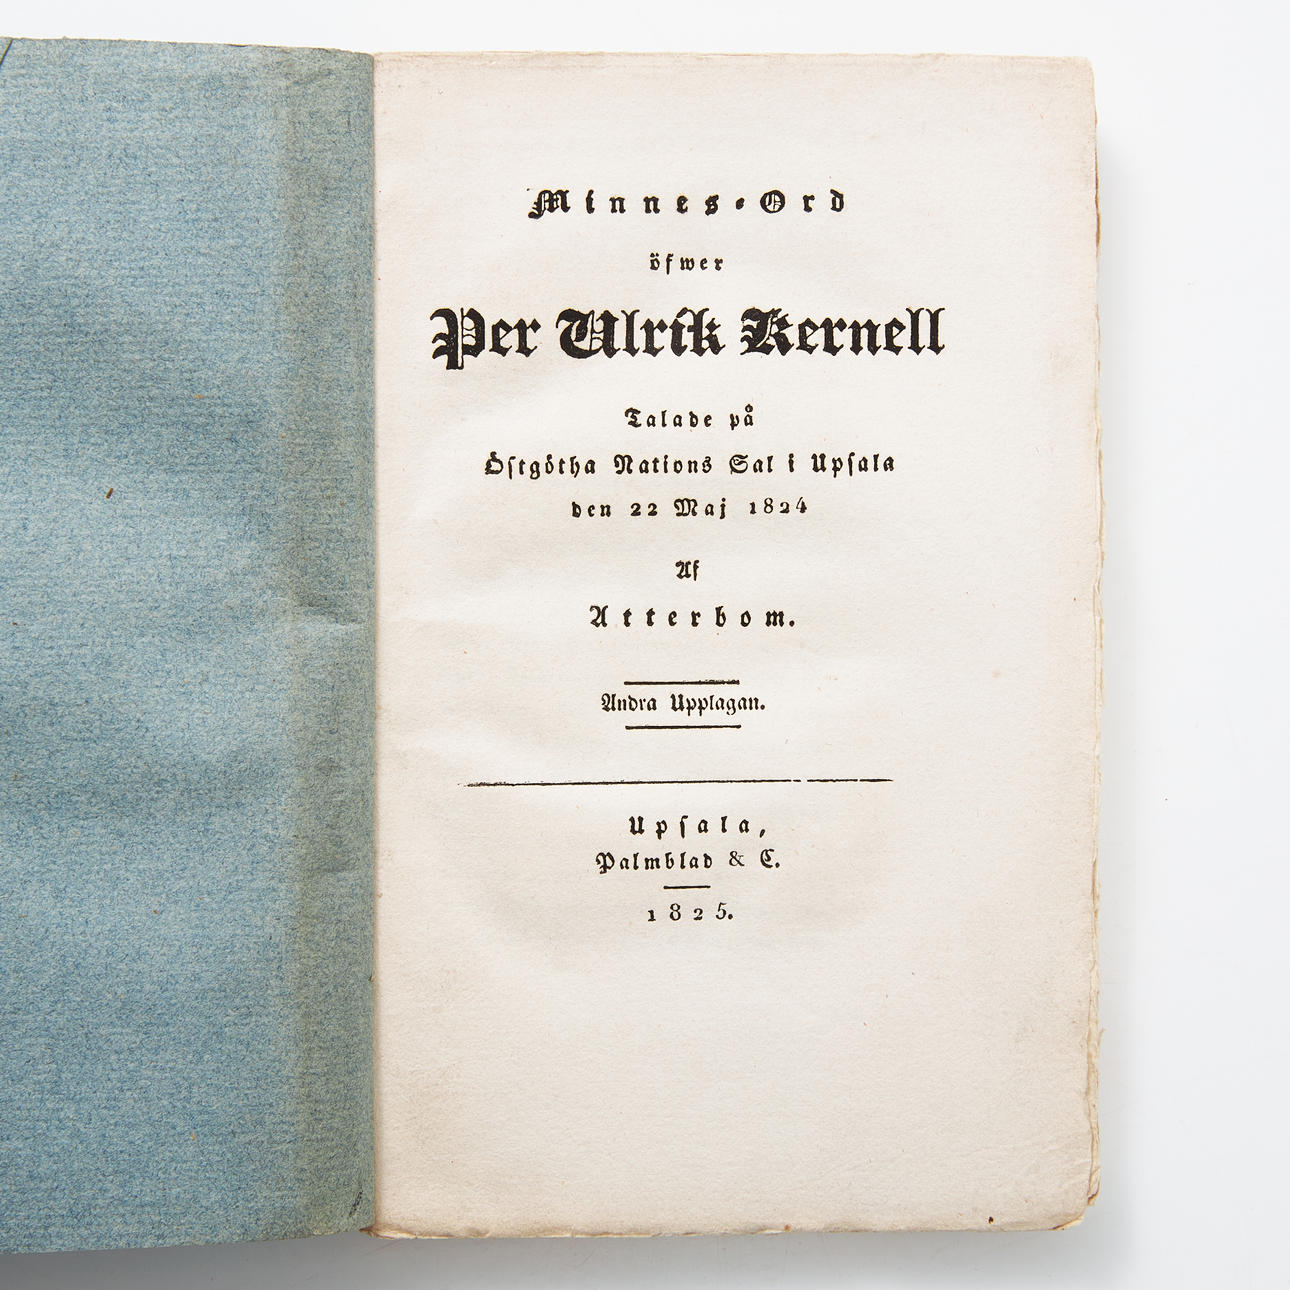 Minnes-Ord
öfwer
Per Ulrik Kernell
Talade på
Östgötha Nations Sal i Upsala
den 22 Maj 1824
Af
Atterbom.
Andra Upplagan.
Upsala,
Palmblad & C.
1825.